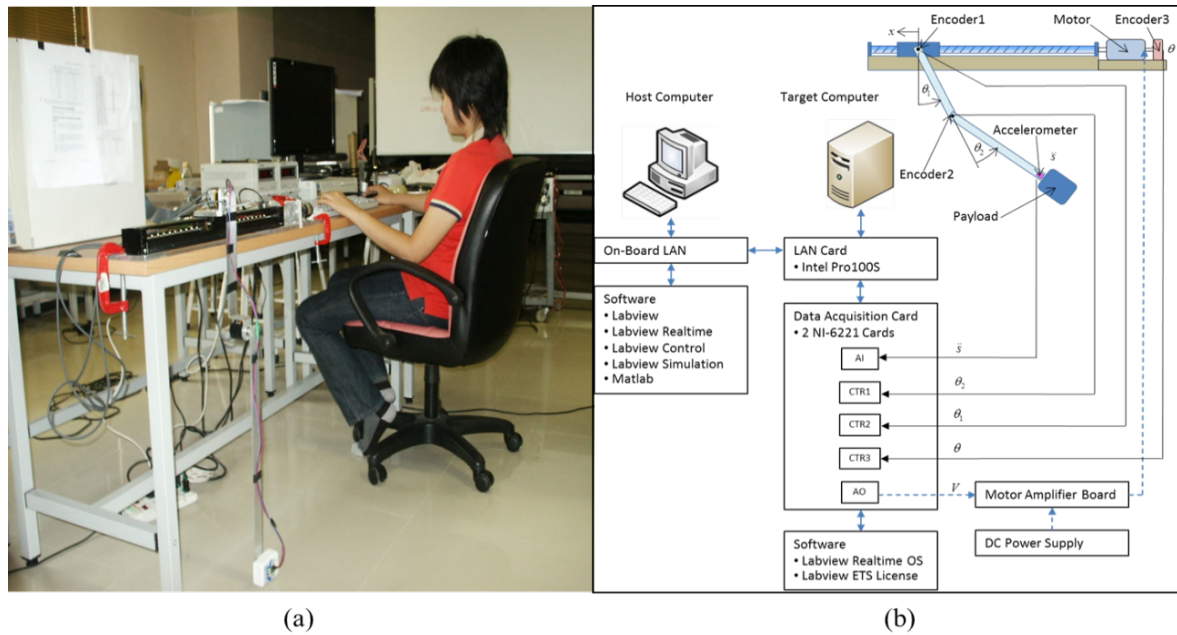 x
Encoder1
Motor
Encoder3
θ
θ₁
Host Computer
Target Computer
Accelerometer
θ₂
s̈
Encoder2
Payload
On-Board LAN
LAN Card
• Intel Pro100S
Software
• Labview
• Labview Realtime
• Labview Control
• Labview Simulation
• Matlab
Data Acquisition Card
• 2 NI-6221 Cards
AI
s̈
CTR1
θ₂
CTR2
θ₁
CTR3
θ
AO
V
Motor Amplifier Board
DC Power Supply
Software
• Labview Realtime OS
• Labview ETS License
(a)
(b)